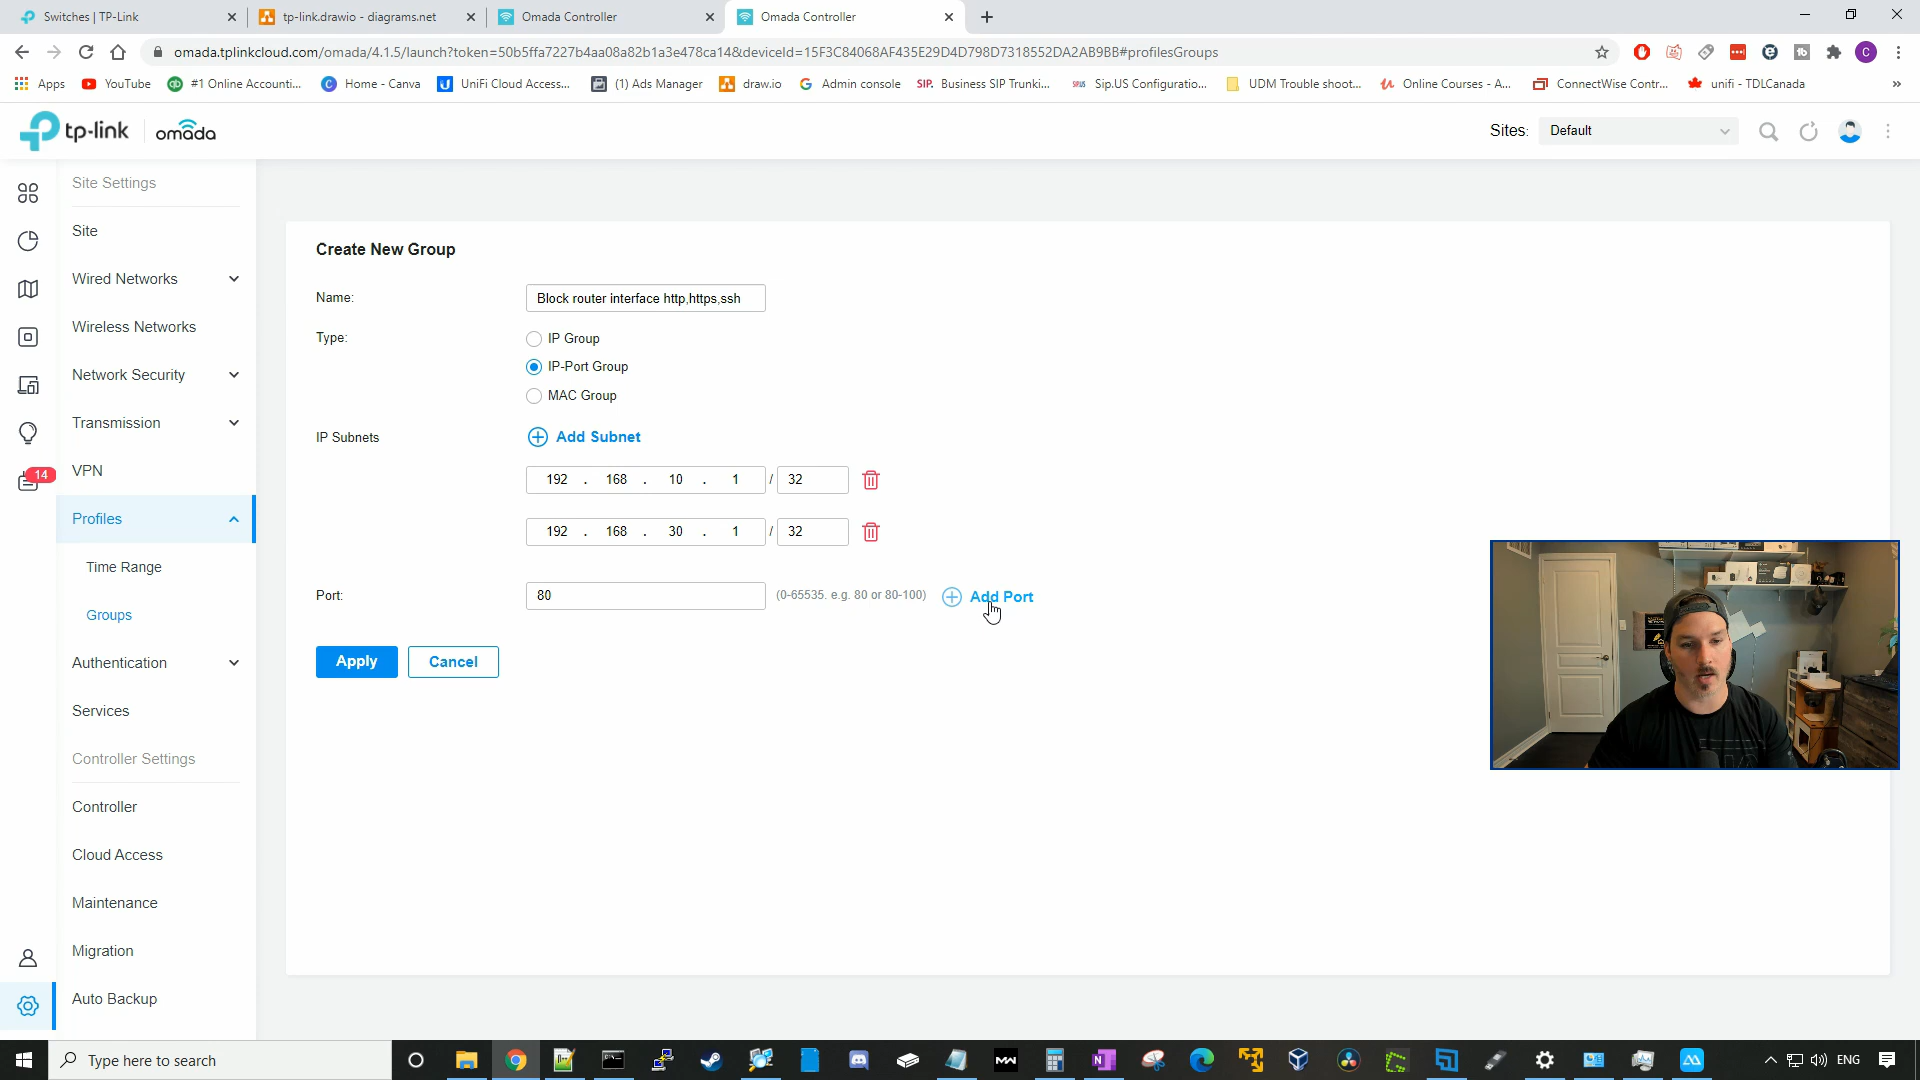 Switches | TP-Link
tp-link.drawio - diagrams.net
Omada Controller
Omada Controller
omada.tplinkcloud.com/omada/4.1.5/launch?token=50b5ffa7227b4aa08a82b1a3e478ca14&deviceId=15F3C84068AF435E29D4D798D7318552DA2AB9BB#profilesGroups
Apps
YouTube
#1 Online Accounti...
Home - Canva
UniFi Cloud Access...
(1) Ads Manager
draw.io
Admin console
Business SIP Trunki...
Sip.US Configuratio...
UDM Trouble shoot...
Online Courses - A...
ConnectWise Contr...
unifi - TDLCanada
tp-link
omada
Sites:
Default
Site Settings
Site
Wired Networks
Wireless Networks
Network Security
Transmission
VPN
14
Profiles
Time Range
Groups
Authentication
Services
Controller Settings
Controller
Cloud Access
Maintenance
Migration
Auto Backup
Create New Group
Name:
Block router interface http,https,ssh
Type:
IP Group
IP-Port Group
MAC Group
IP Subnets
Add Subnet
192 . 168 . 10 . 1 / 32
192 . 168 . 30 . 1 / 32
Port:
80
(0-65535. e.g. 80 or 80-100)
Add Port
Apply
Cancel
Type here to search
ENG